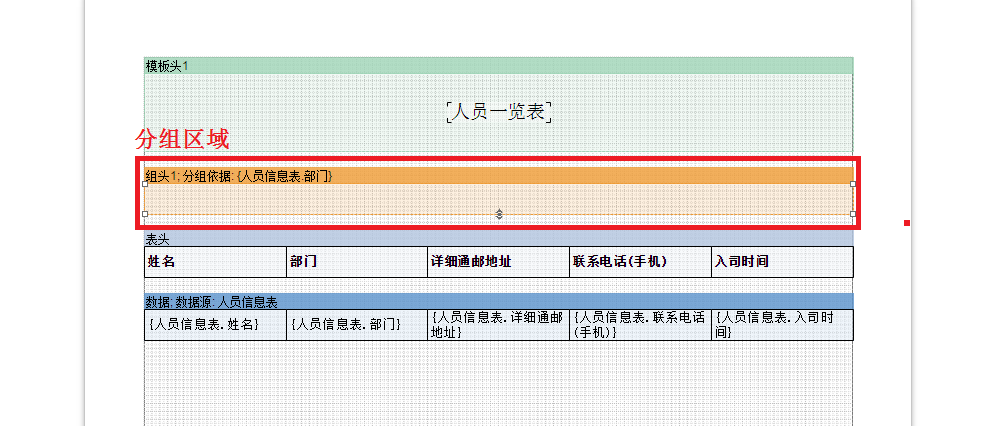 模板头1
人员一览表
分组区域
组头1; 分组依据: {人员信息表.部门}
表头
姓名 部门 详细通邮地址 联系电话(手机) 入司时间
数据; 数据源: 人员信息表
{人员信息表.姓名} {人员信息表.部门} {人员信息表.详细通邮 {人员信息表.联系电话 {人员信息表.入司时
地址} (手机)} 间}